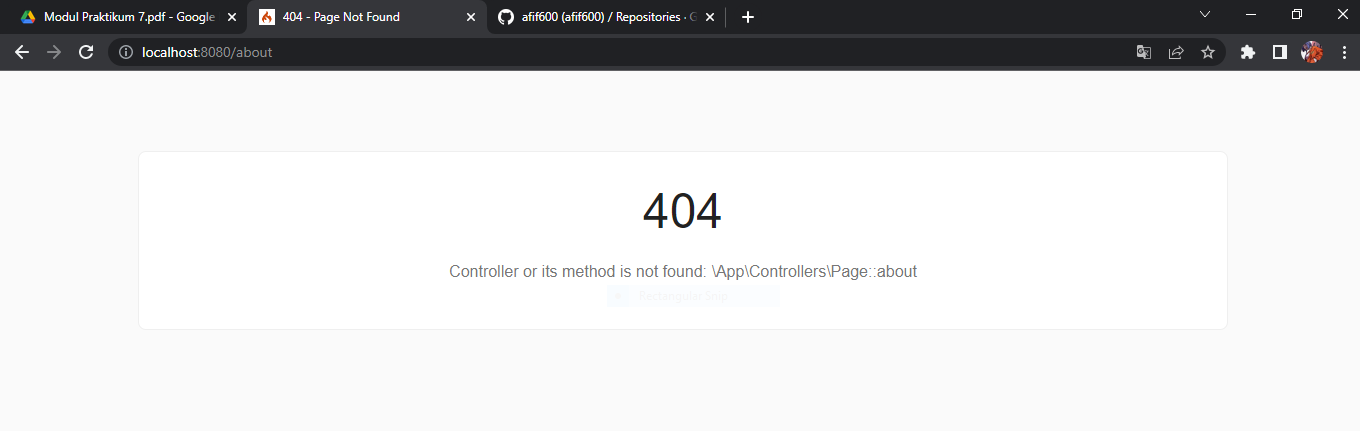 Modul Praktikum 7.pdf - Google
404 - Page Not Found
afif600 (afif600) / Repositories · G
localhost:8080/about
404
Controller or its method is not found: \App\Controllers\Page::about
Rectangular Snip